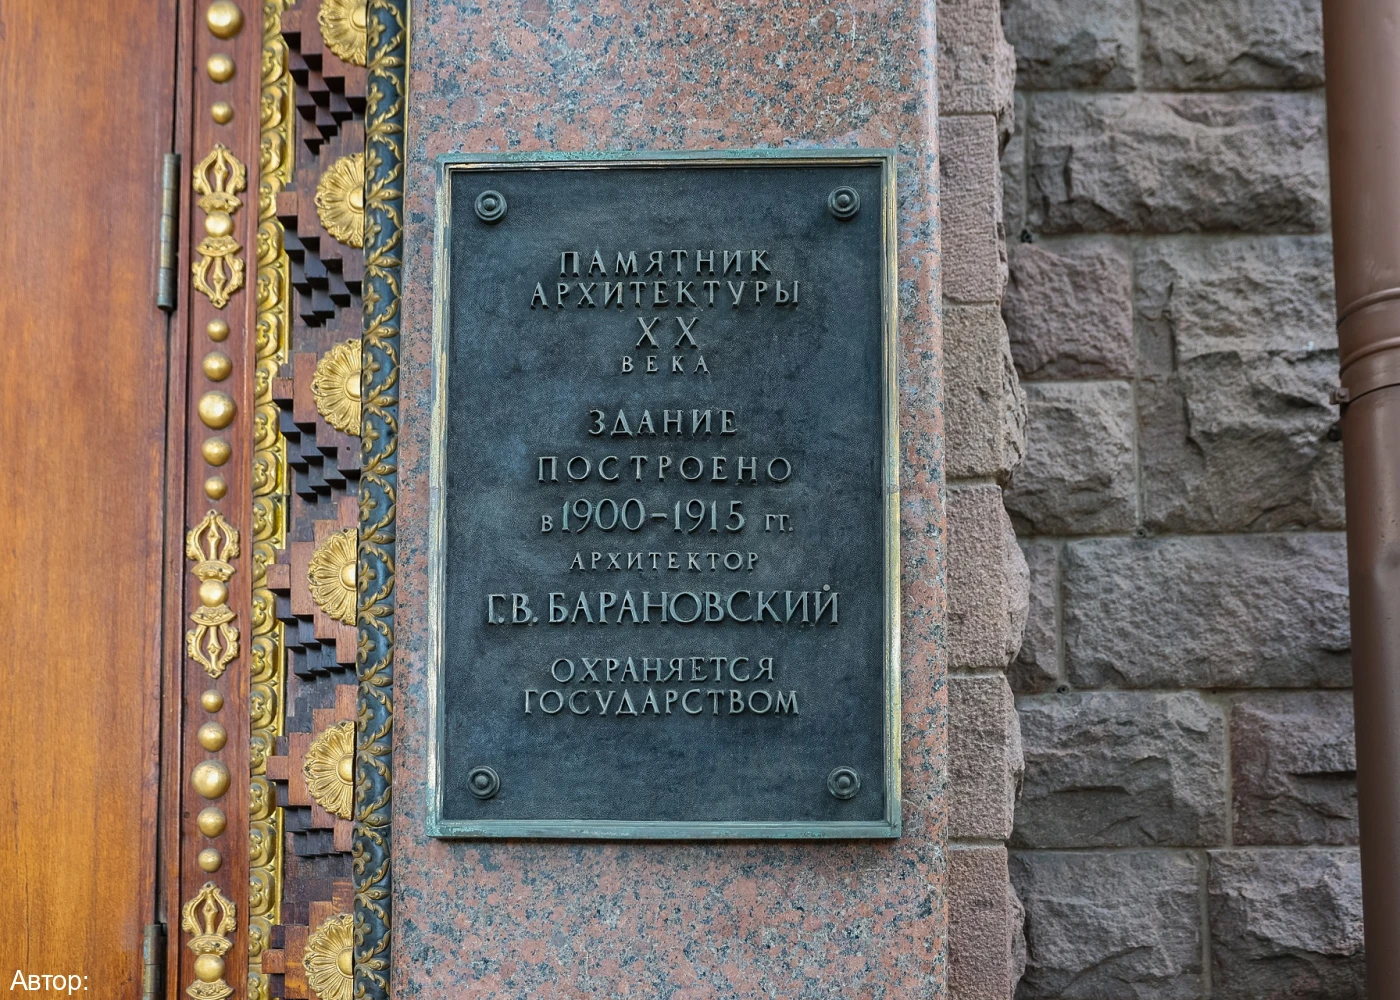 ПАМЯТНИК
АРХИТЕКТУРЫ
XX
ВЕКА
ЗДАНИЕ
ПОСТРОЕНО
В 1900-1915 ГГ.
АРХИТЕКТОР
Г.В. БАРАНОВСКИЙ
ОХРАНЯЕТСЯ
ГОСУДАРСТВОМ
Автор: